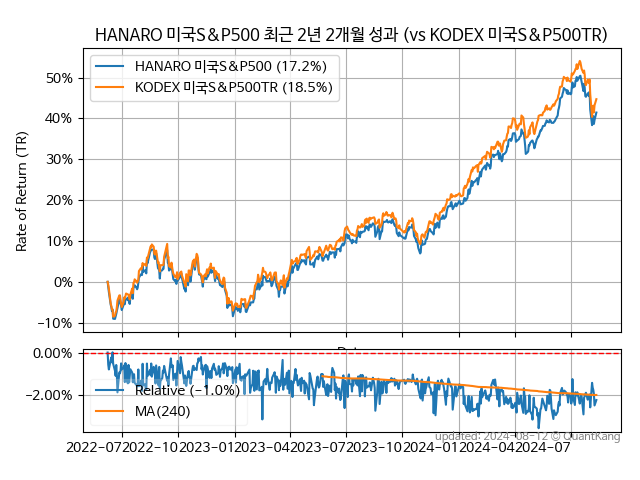 HANARO 미국S&P500 최근 2년 2개월 성과 (vs KODEX 미국S&P500TR)
HANARO 미국S&P500 (17.2%)
KODEX 미국S&P500TR (18.5%)
Rate of Return (TR)
50%
40%
30%
20%
10%
0%
−10%
0.00%
−2.00%
Relative (−1.0%)
MA(240)
updated: 2024-08-12 © QuantKang
2022-07 2022-10 2023-01 2023-04 2023-07 2023-10 2024-01 2024-04 2024-07